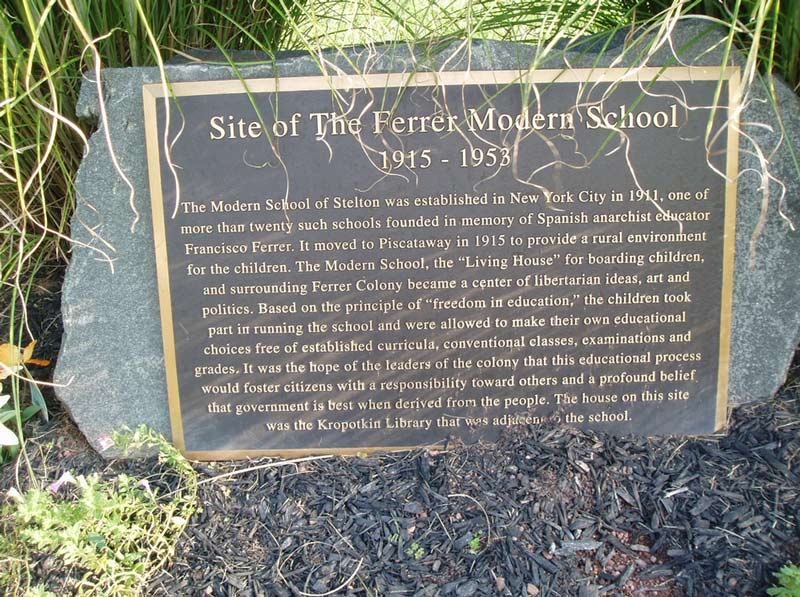 Site of The Ferrer Modern School
1915 - 1953
The Modern School of Stelton was established in New York City in 1911, one of
more than twenty such schools founded in memory of Spanish anarchist educator
Francisco Ferrer. It moved to Piscataway in 1915 to provide a rural environment
for the children. The Modern School, the “Living House” for boarding children,
and surrounding Ferrer Colony became a center of libertarian ideas, art and
politics. Based on the principle of “freedom in education,” the children took
part in running the school and were allowed to make their own educational
choices free of established curricula, conventional classes, examinations and
grades. It was the hope of the leaders of the colony that this educational process
would foster citizens with a responsibility toward others and a profound belief
that government is best when derived from the people. The house on this site
was the Kropotkin Library that was adjacent to the school.